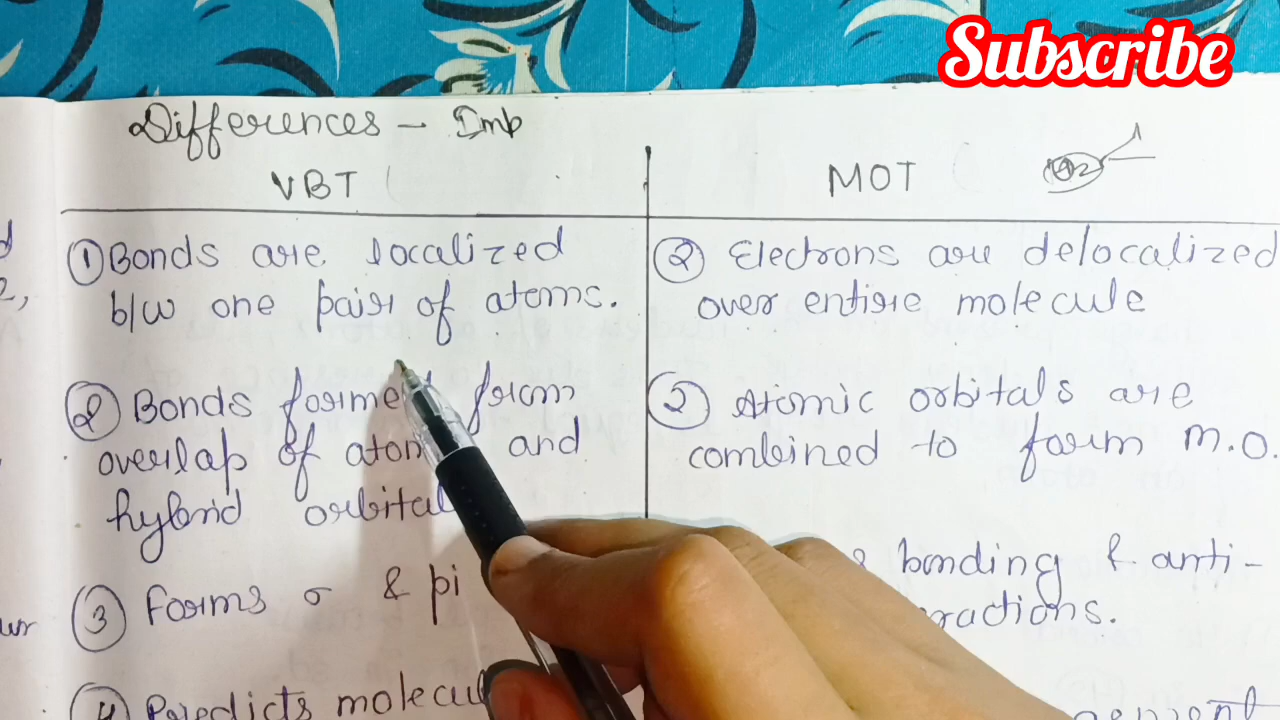 Subscribe
Differences - Imp
VBT
① Bonds are localized
b/w one pair of atoms.
② Bonds formed from
overlap of atom and
hybrid orbital
③ Forms σ & pi
④ Predicts molecul
MOT
② Electrons are delocalized
over entire molecule
② Atomic orbitals are
combined to form M.O.
bonding & anti-
ractions.